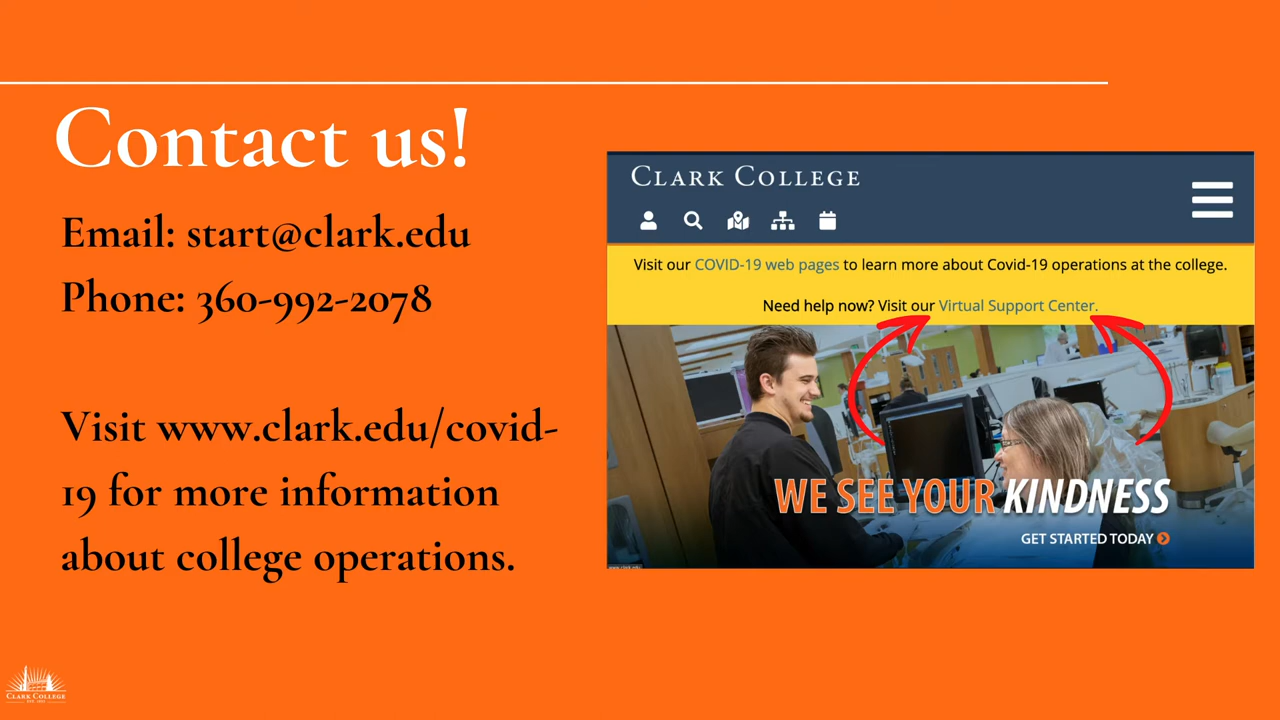 Contact us!
Email: start@clark.edu
Phone: 360-992-2078
Visit www.clark.edu/covid-
19 for more information
about college operations.
CLARK COLLEGE
Visit our COVID-19 web pages to learn more about Covid-19 operations at the college.
Need help now? Visit our Virtual Support Center.
WE SEE YOUR KINDNESS
GET STARTED TODAY
www.clark.edu
CLARK COLLEGE